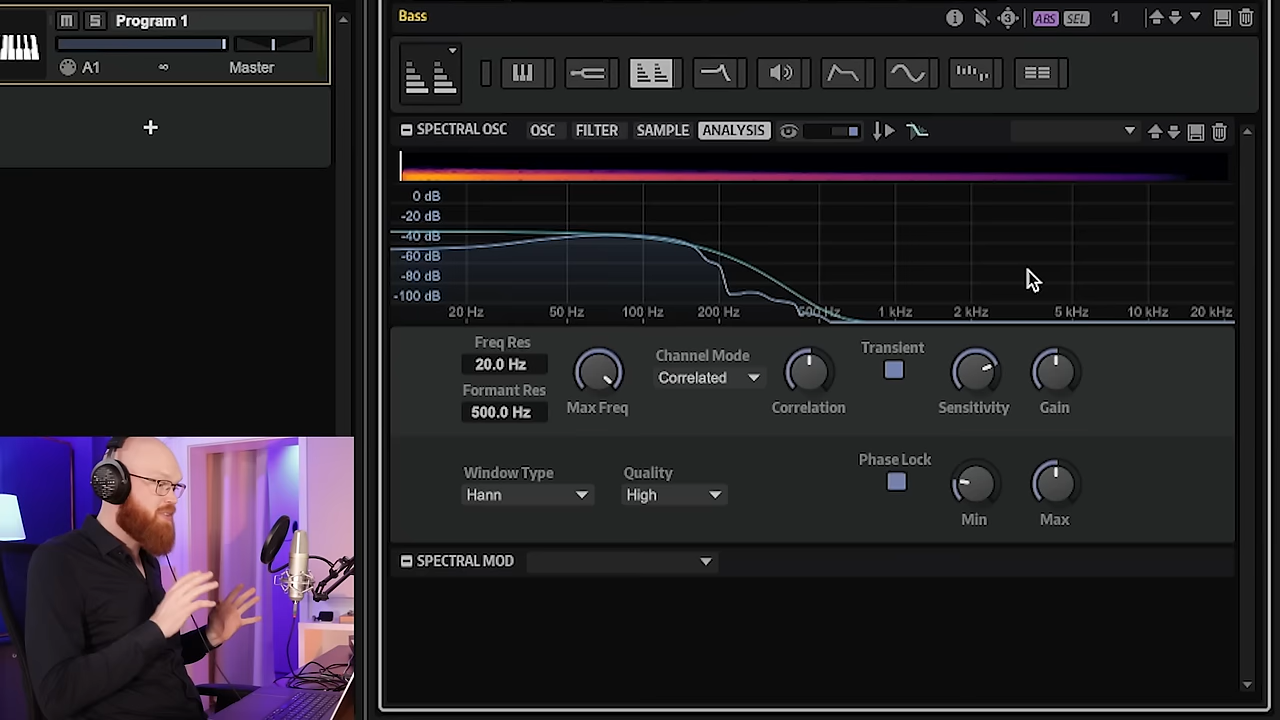 M S Program 1
A1 ∞ Master
+
Bass
ABS SEL 1
SPECTRAL OSC OSC FILTER SAMPLE ANALYSIS
0 dB
-20 dB
-40 dB
-60 dB
-80 dB
-100 dB
20 Hz 50 Hz 100 Hz 200 Hz 500 Hz 1 kHz 2 kHz 5 kHz 10 kHz 20 kHz
Freq Res
20.0 Hz
Formant Res
500.0 Hz
Max Freq
Channel Mode
Correlated
Correlation
Transient
Sensitivity
Gain
Window Type
Hann
Quality
High
Phase Lock
Min
Max
SPECTRAL MOD